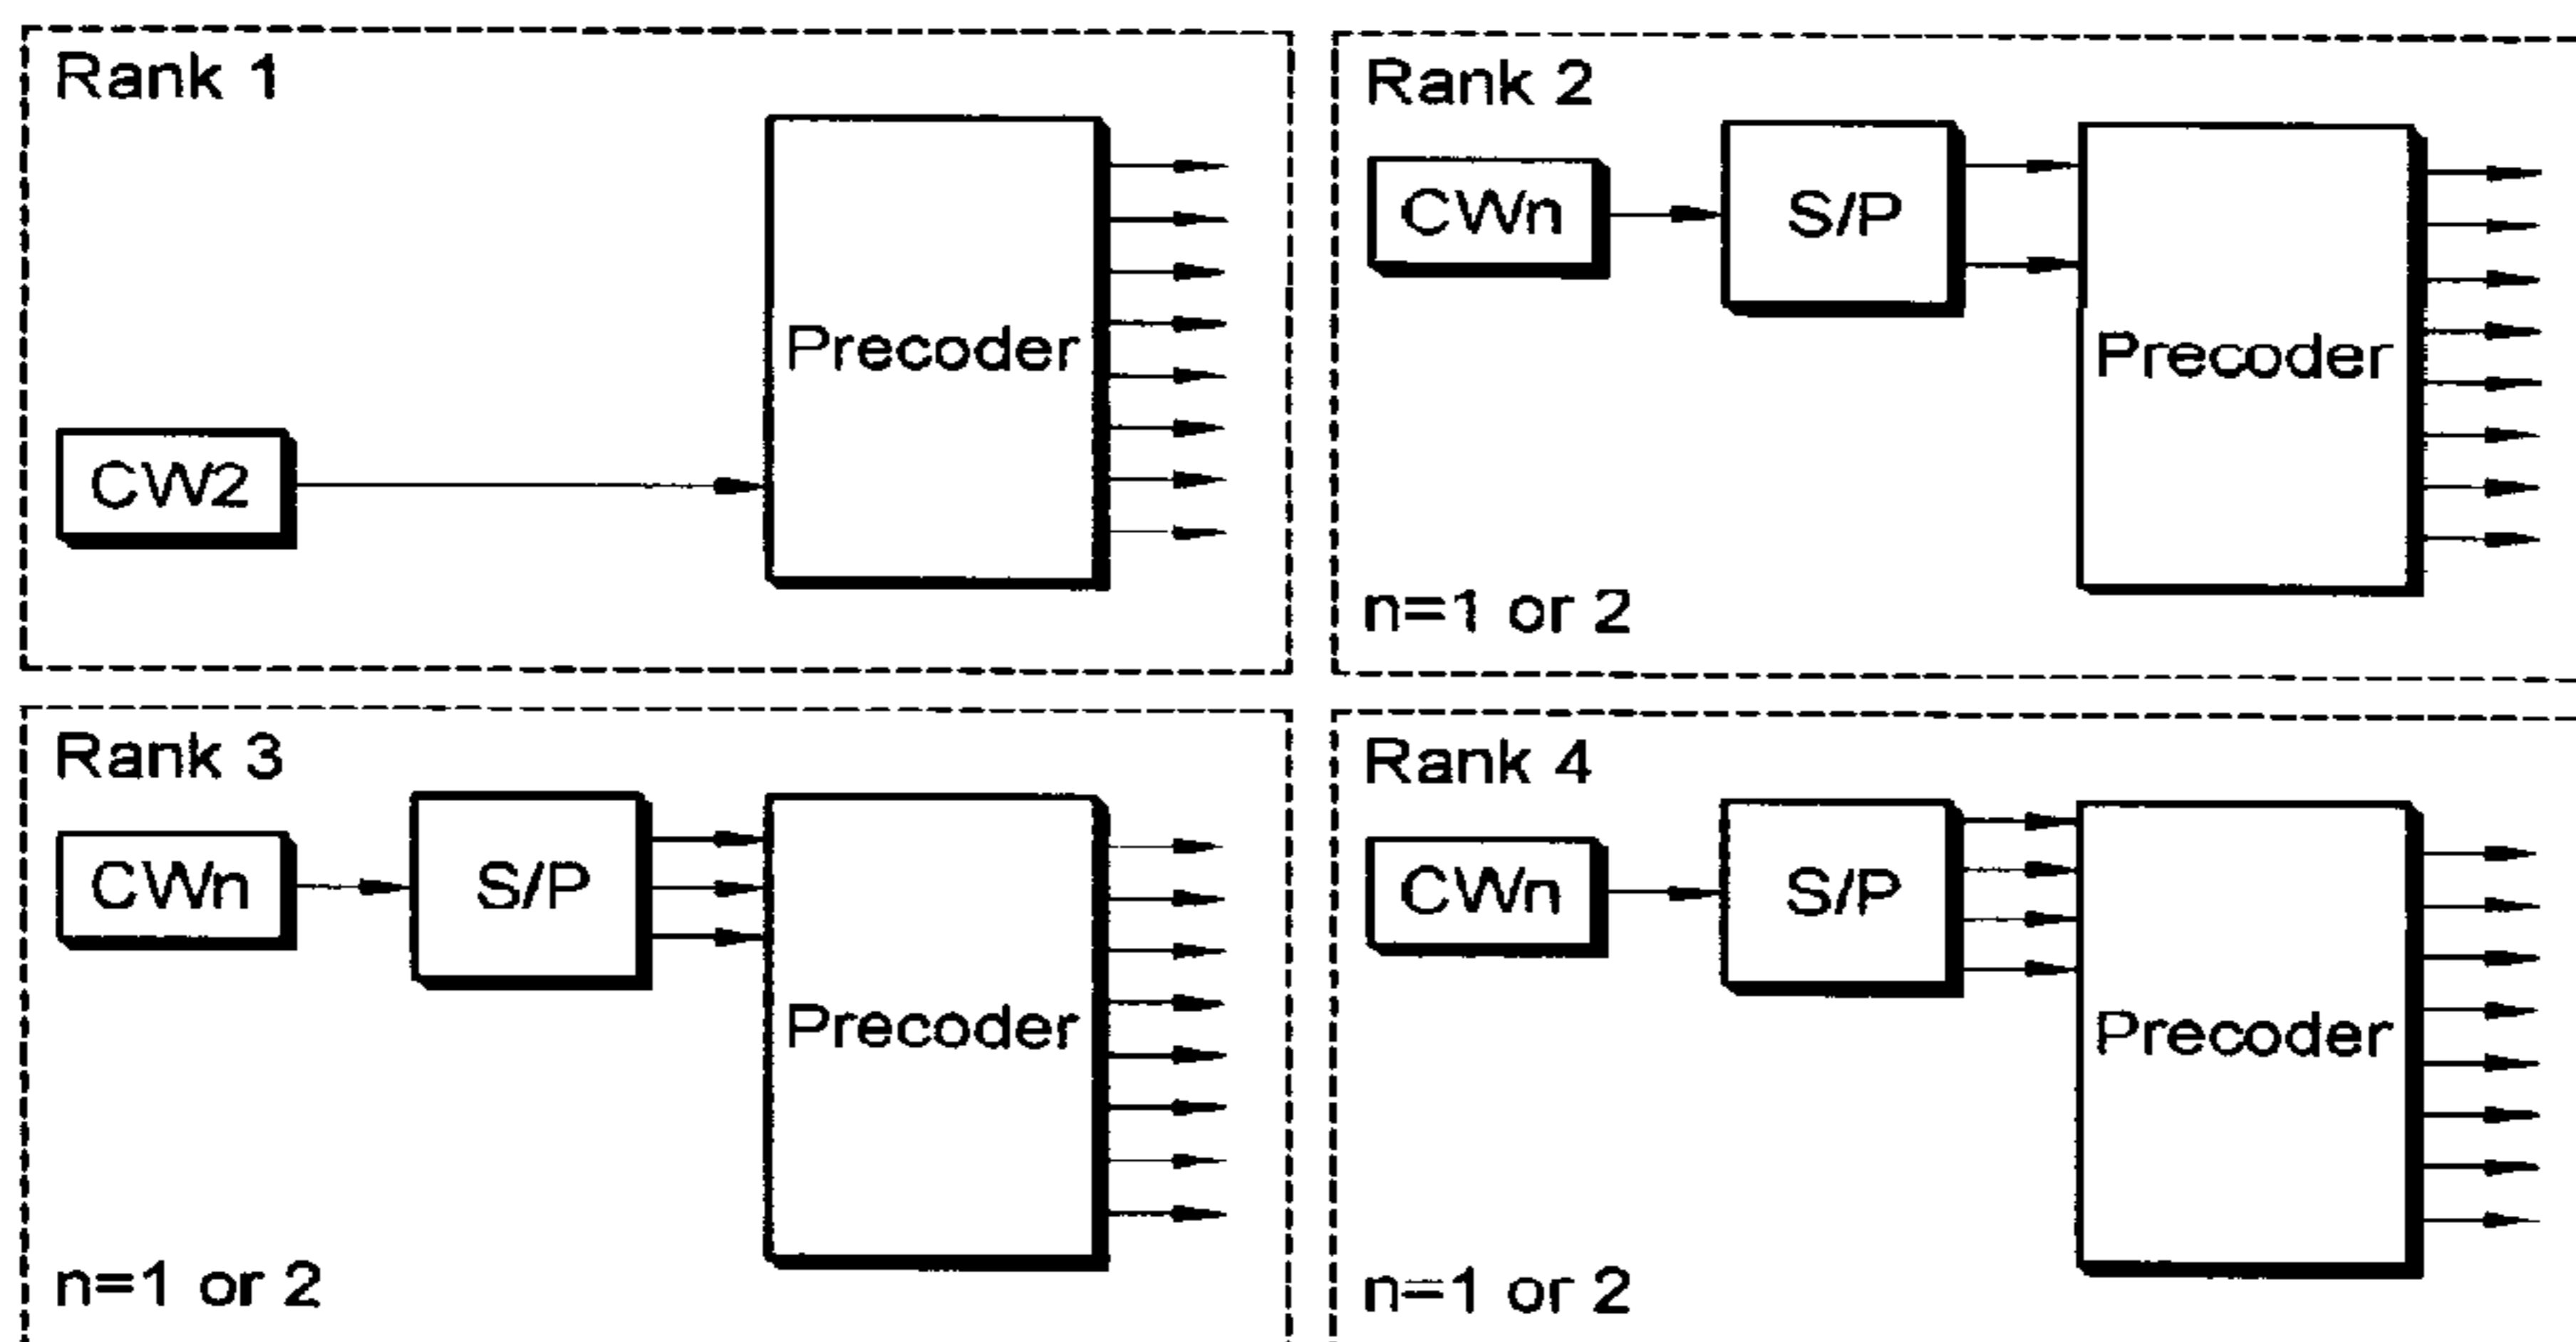 Rank 1
Precoder
CW2
Rank 2
CWn
S/P
Precoder
n=1 or 2
Rank 3
CWn
S/P
Precoder
n=1 or 2
Rank 4
CWn
S/P
Precoder
n=1 or 2